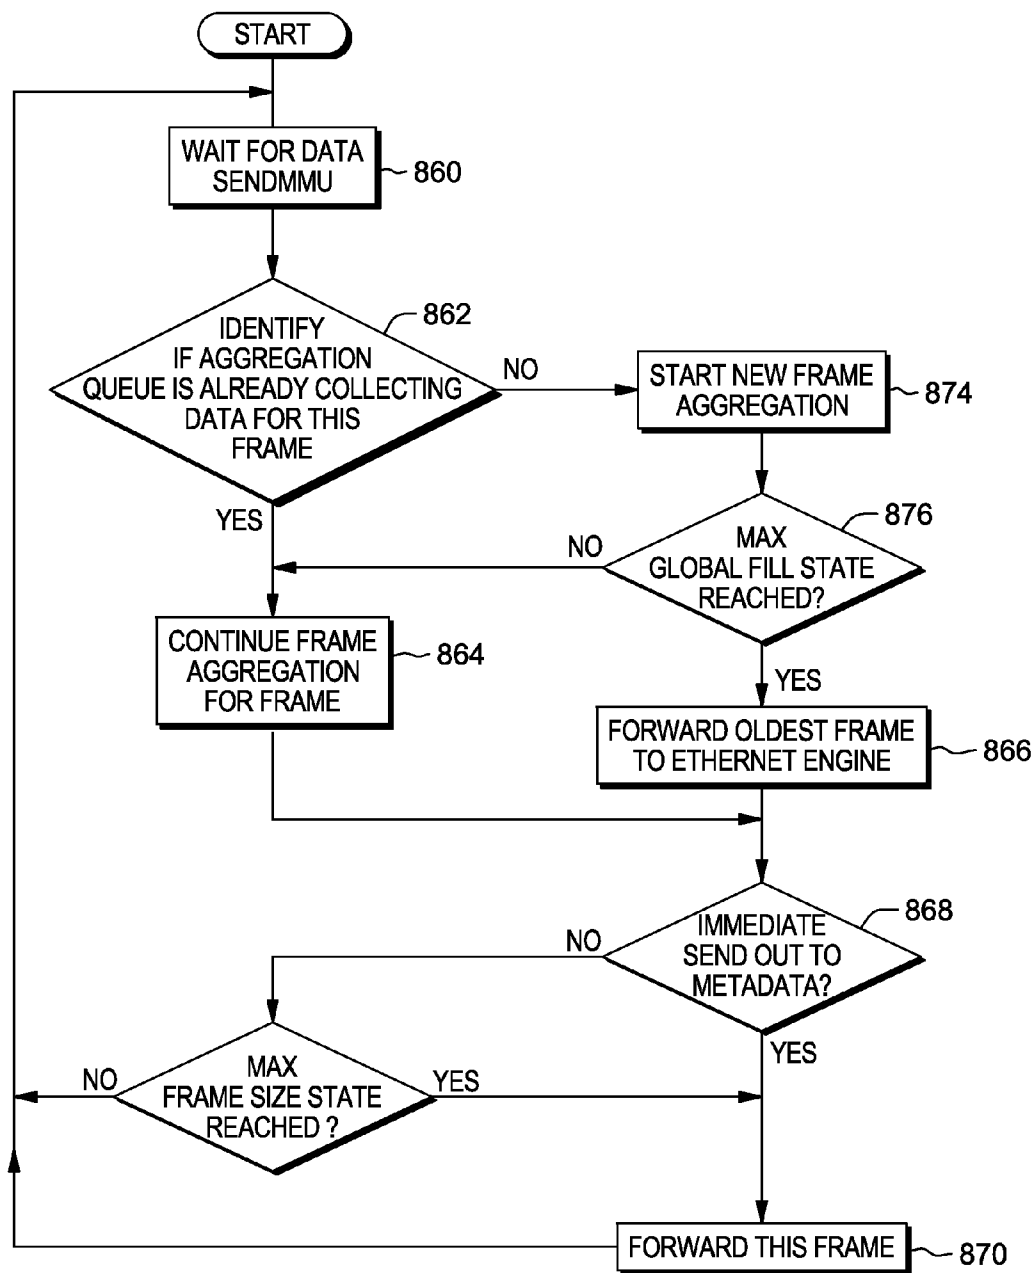 START
WAIT FOR DATA
SENDMMU
860
IDENTIFY
IF AGGREGATION
QUEUE IS ALREADY COLLECTING
DATA FOR THIS
FRAME
862
NO
START NEW FRAME
AGGREGATION
874
YES
MAX
GLOBAL FILL STATE
REACHED?
876
NO
CONTINUE FRAME
AGGREGATION
FOR FRAME
864
YES
FORWARD OLDEST FRAME
TO ETHERNET ENGINE
866
IMMEDIATE
SEND OUT TO
METADATA?
868
NO
YES
MAX
FRAME SIZE STATE
REACHED ?
NO
YES
FORWARD THIS FRAME
870